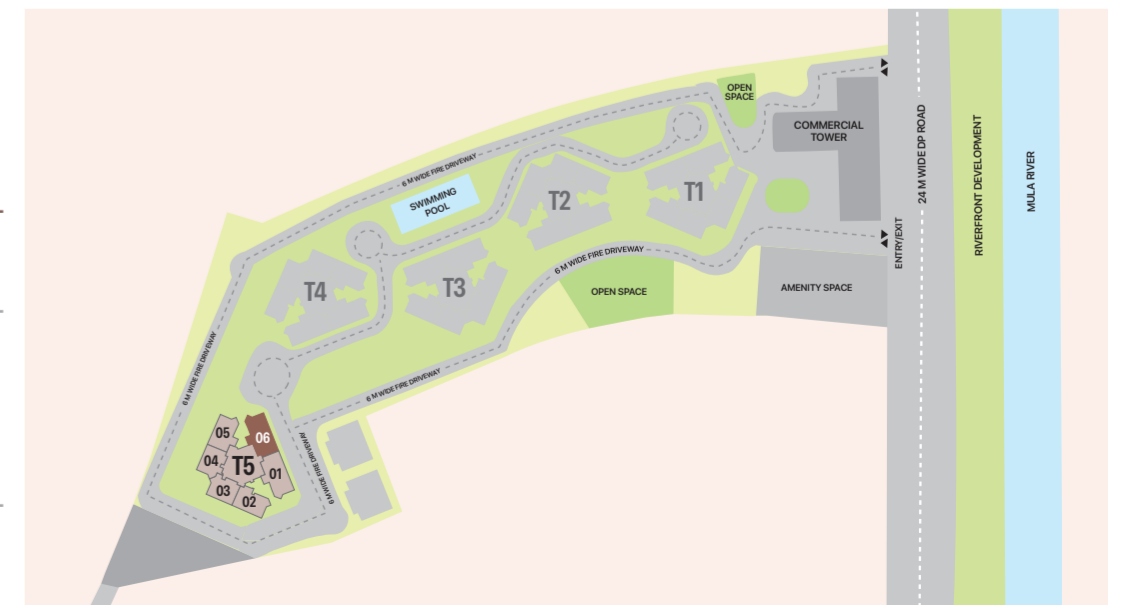 OPEN
SPACE
COMMERCIAL
TOWER
24 M WIDE DP ROAD
RIVERFRONT DEVELOPMENT
MULA RIVER
6 M WIDE FIRE DRIVEWAY
SWIMMING
POOL
T2
T1
ENTRY/EXIT
6 M WIDE FIRE DRIVEWAY
T4
T3
OPEN SPACE
AMENITY SPACE
6 M WIDE FIRE DRIVEWAY
6 M WIDE FIRE DRIVEWAY
6 M WIDE FIRE DRIVEWAY
05
06
04
T5
01
03
02